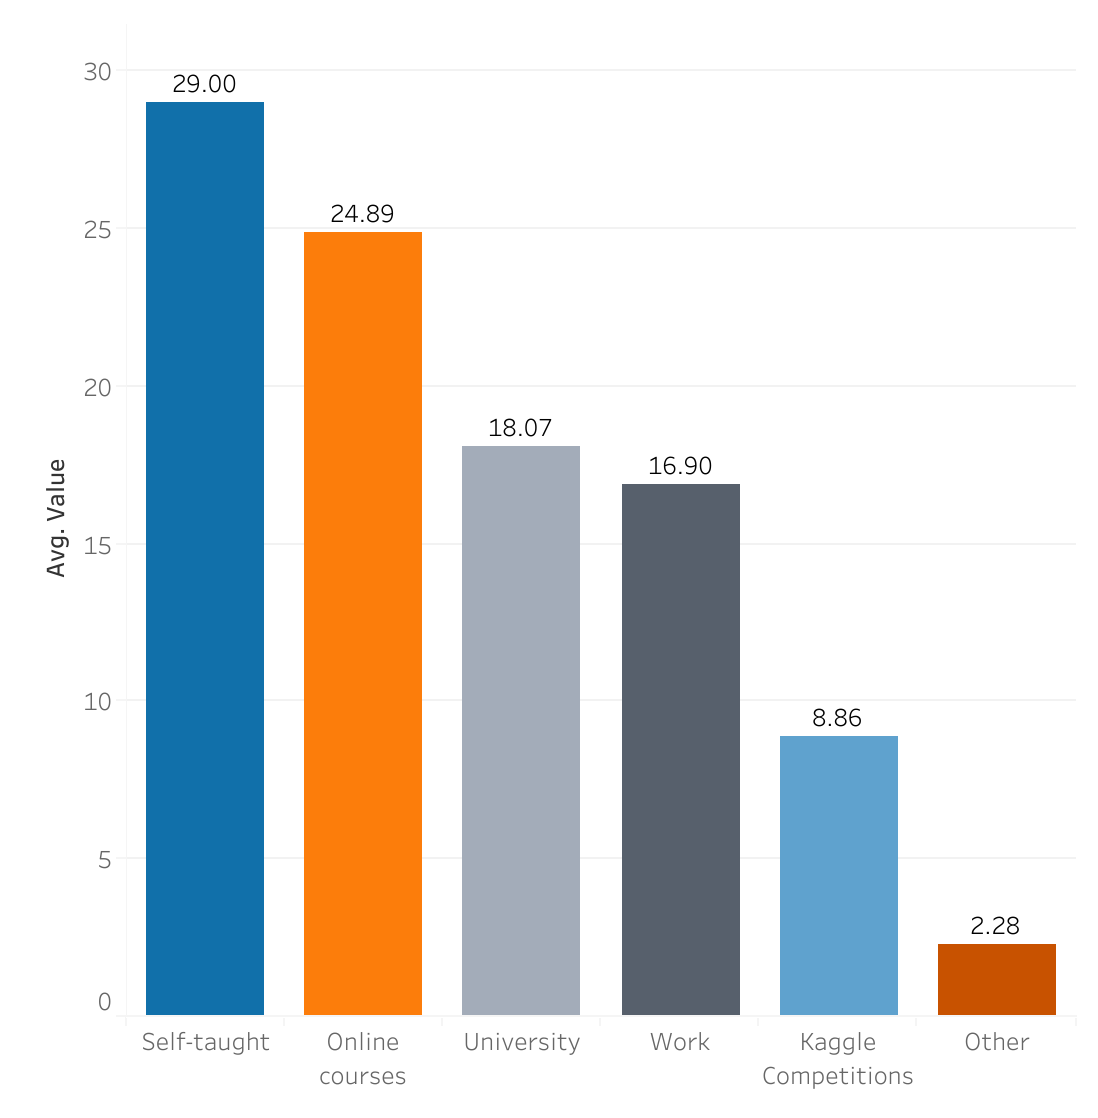 30
29.00
25
24.89
20
18.07
16.90
Avg. Value
15
10
8.86
5
2.28
0
Self-taught
Online
courses
University
Work
Kaggle
Competitions
Other